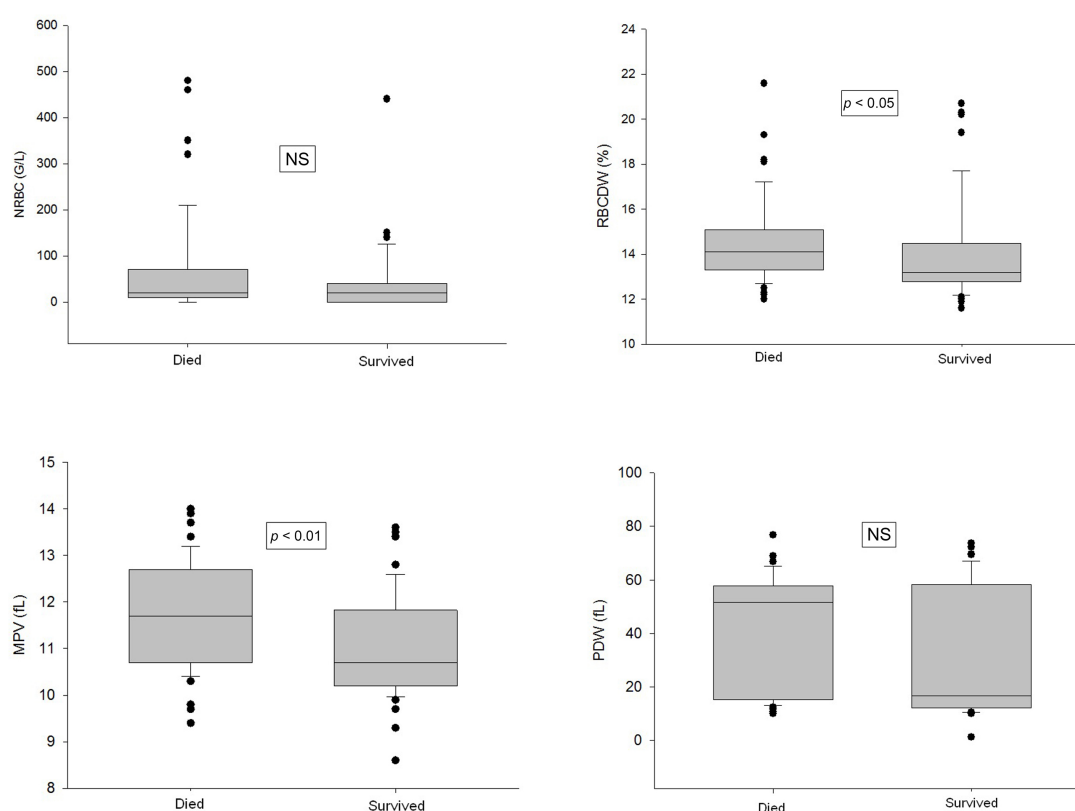 NRBC (G/L)
600
500
400
300
200
100
0
NS
Died
Survived
RBCDW (%)
24
22
20
18
16
14
12
10
p < 0.05
Died
Survived
MPV (fL)
15
14
13
12
11
10
9
8
p < 0.01
Died
Survived
PDW (fL)
100
80
60
40
20
0
NS
Died
Survived